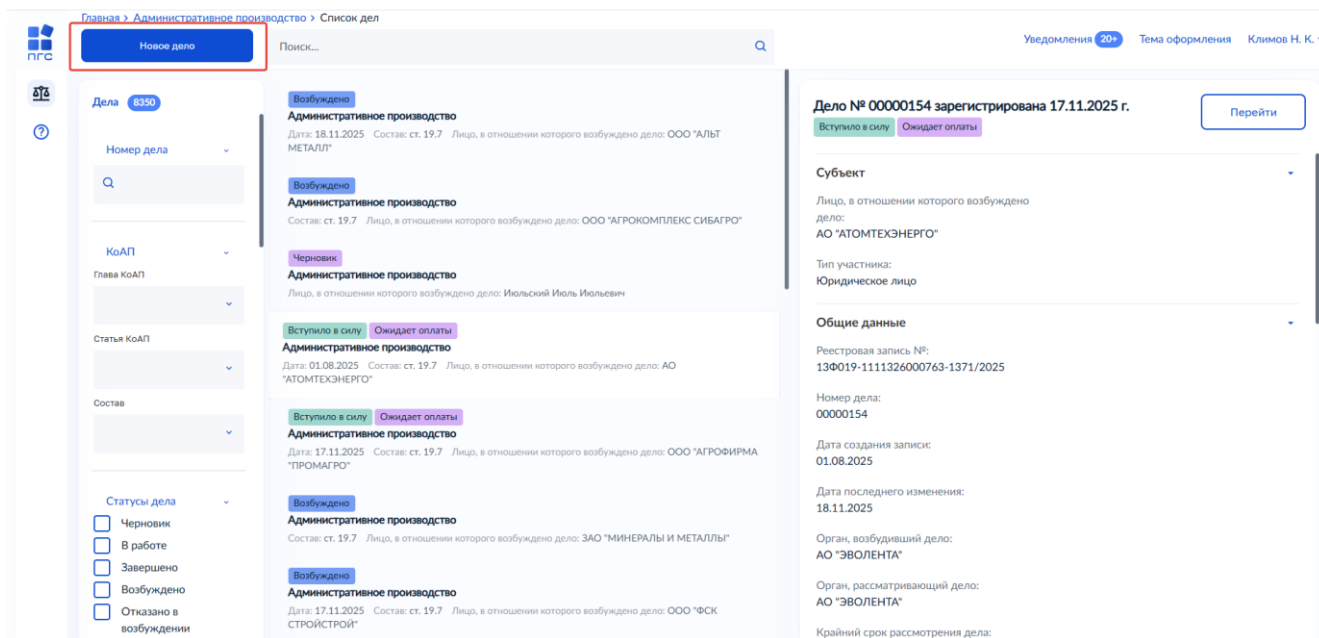 Главная > Административное производство > Список дел
ПГС
Новое дело
Поиск...
Уведомления 20+ Тема оформления Климов Н. К.
Дела 8350
Номер дела
КоАП
Глава КоАП
Статья КоАП
Состав
Статусы дела
Черновик
В работе
Завершено
Возбуждено
Отказано в
возбуждении
Возбуждено
Административное производство
Дата: 18.11.2025 Состав: ст. 19.7 Лицо, в отношении которого возбуждено дело: ООО "АЛЬТ
МЕТАЛЛ"
Возбуждено
Административное производство
Состав: ст. 19.7 Лицо, в отношении которого возбуждено дело: ООО "АГРОКОМПЛЕКС СИБАГРО"
Черновик
Административное производство
Лицо, в отношении которого возбуждено дело: Июльский Июль Июльевич
Вступило в силу Ожидает оплаты
Административное производство
Дата: 01.08.2025 Состав: ст. 19.7 Лицо, в отношении которого возбуждено дело: АО
"АТОМТЕХЭНЕРГО"
Вступило в силу Ожидает оплаты
Административное производство
Дата: 17.11.2025 Состав: ст. 19.7 Лицо, в отношении которого возбуждено дело: ООО "АГРОФИРМА
"ПРОМАГРО"
Возбуждено
Административное производство
Состав: ст. 19.7 Лицо, в отношении которого возбуждено дело: ЗАО "МИНЕРАЛЫ И МЕТАЛЛЫ"
Возбуждено
Административное производство
Дата: 17.11.2025 Состав: ст. 19.7 Лицо, в отношении которого возбуждено дело: ООО "ФСК
СТРОЙСТРОЙ"
Дело № 00000154 зарегистрирована 17.11.2025 г.
Вступило в силу Ожидает оплаты
Перейти
Субъект
Лицо, в отношении которого возбуждено
дело:
АО "АТОМТЕХЭНЕРГО"
Тип участника:
Юридическое лицо
Общие данные
Реестровая запись №:
13Ф019-1111326000763-1371/2025
Номер дела:
00000154
Дата создания записи:
01.08.2025
Дата последнего изменения:
18.11.2025
Орган, возбудивший дело:
АО "ЭВОЛЕНТА"
Орган, рассматривающий дело:
АО "ЭВОЛЕНТА"
Крайний срок рассмотрения дела: